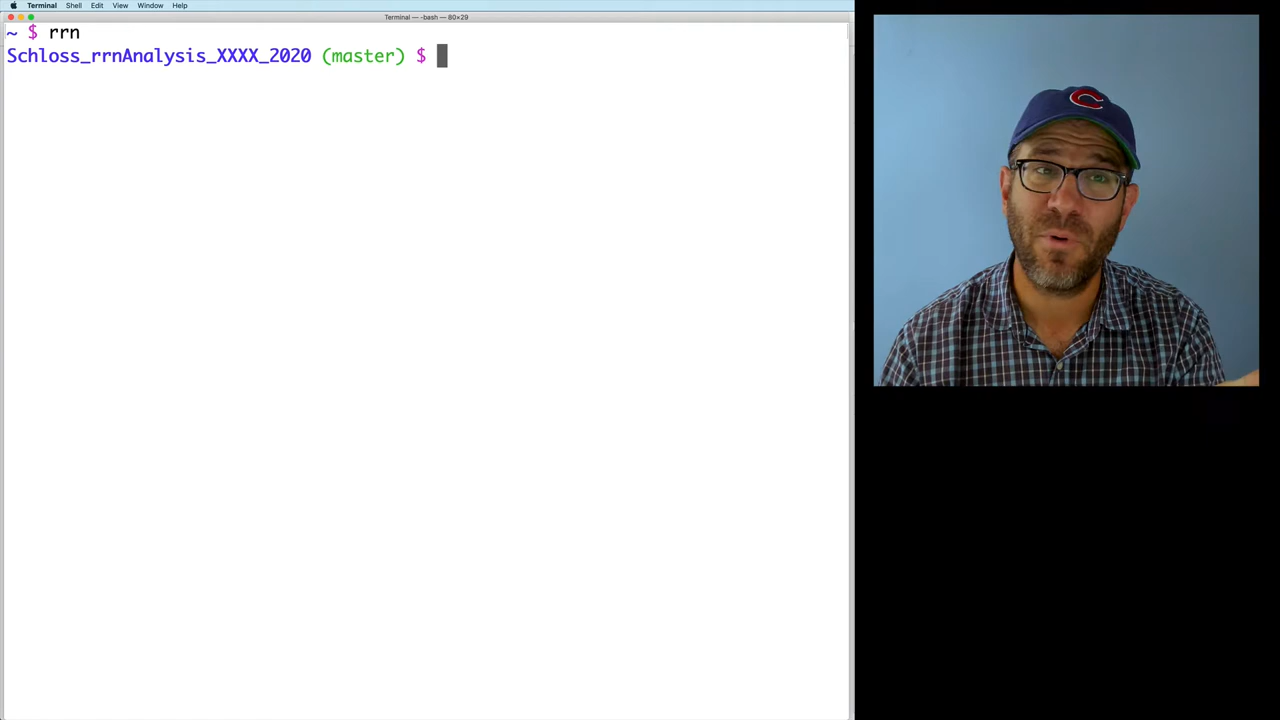 Terminal Shell Edit View Window Help
Terminal — -bash — 80×29
~ $ rrn
Schloss_rrnAnalysis_XXXX_2020 (master) $
C